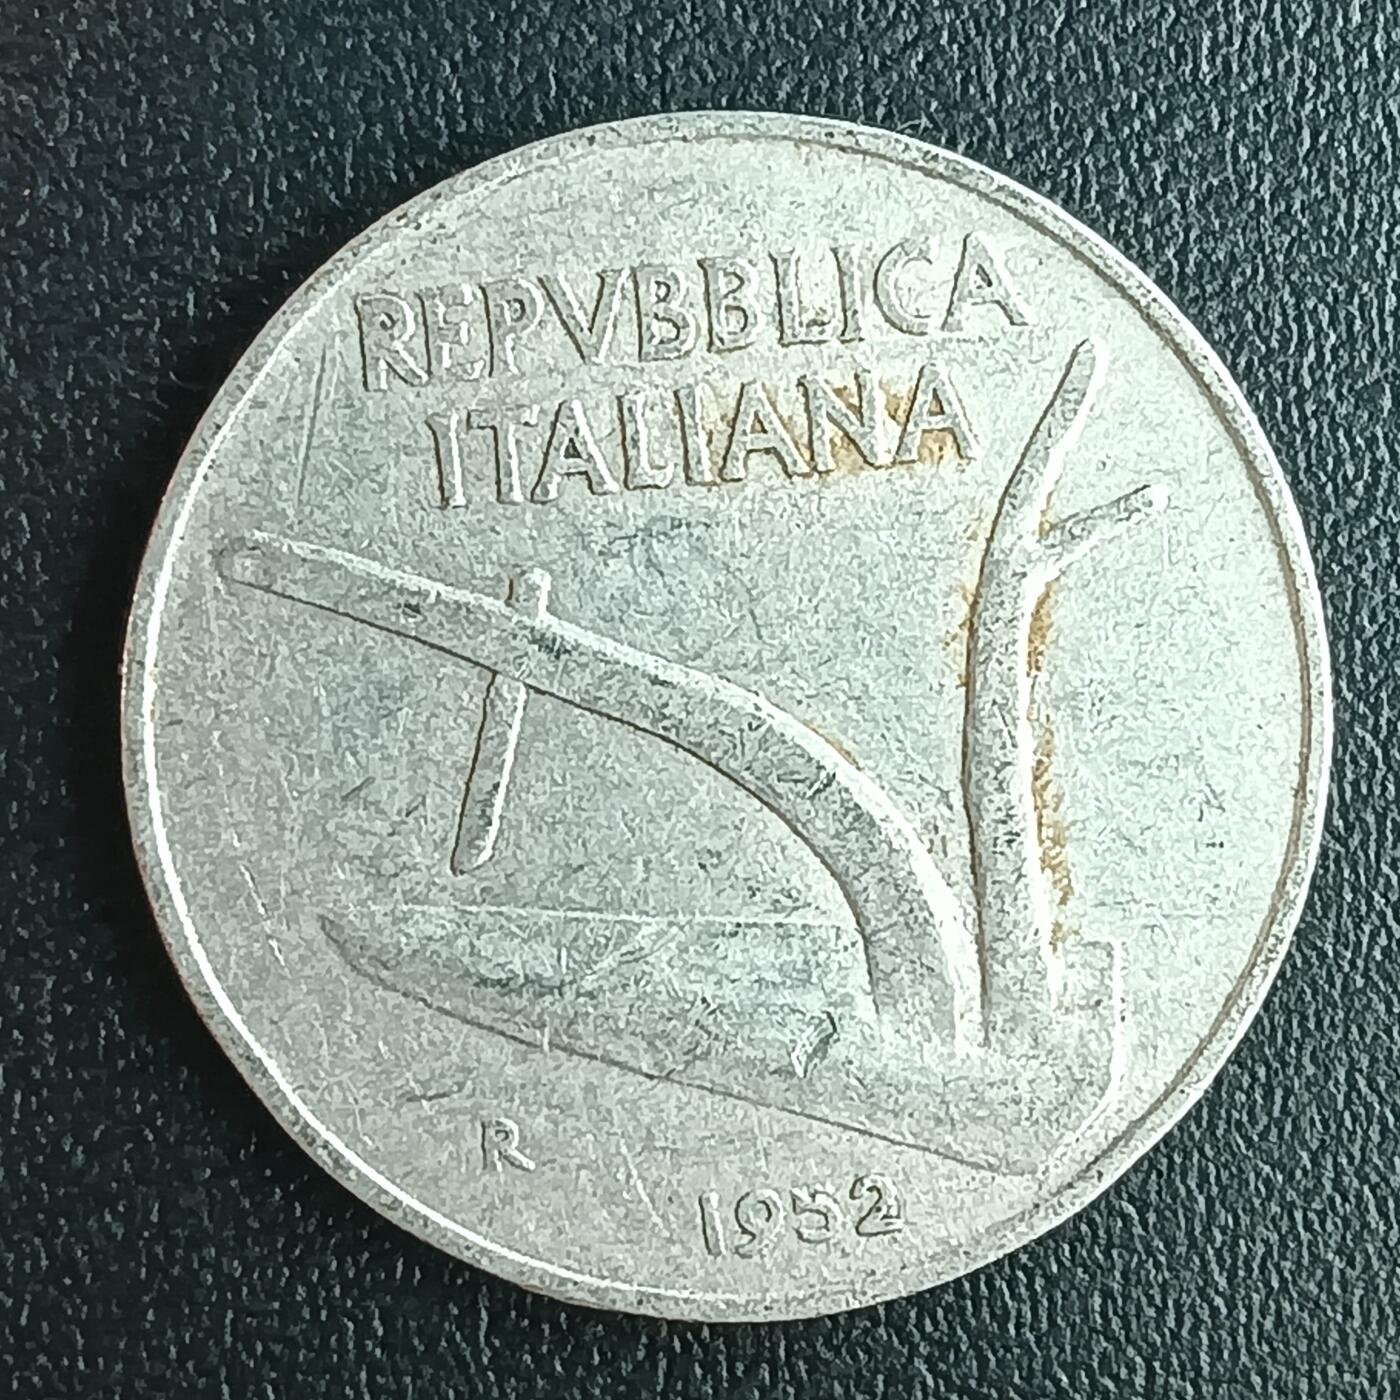 REPVBBLICA
ITALIANA
R
1952